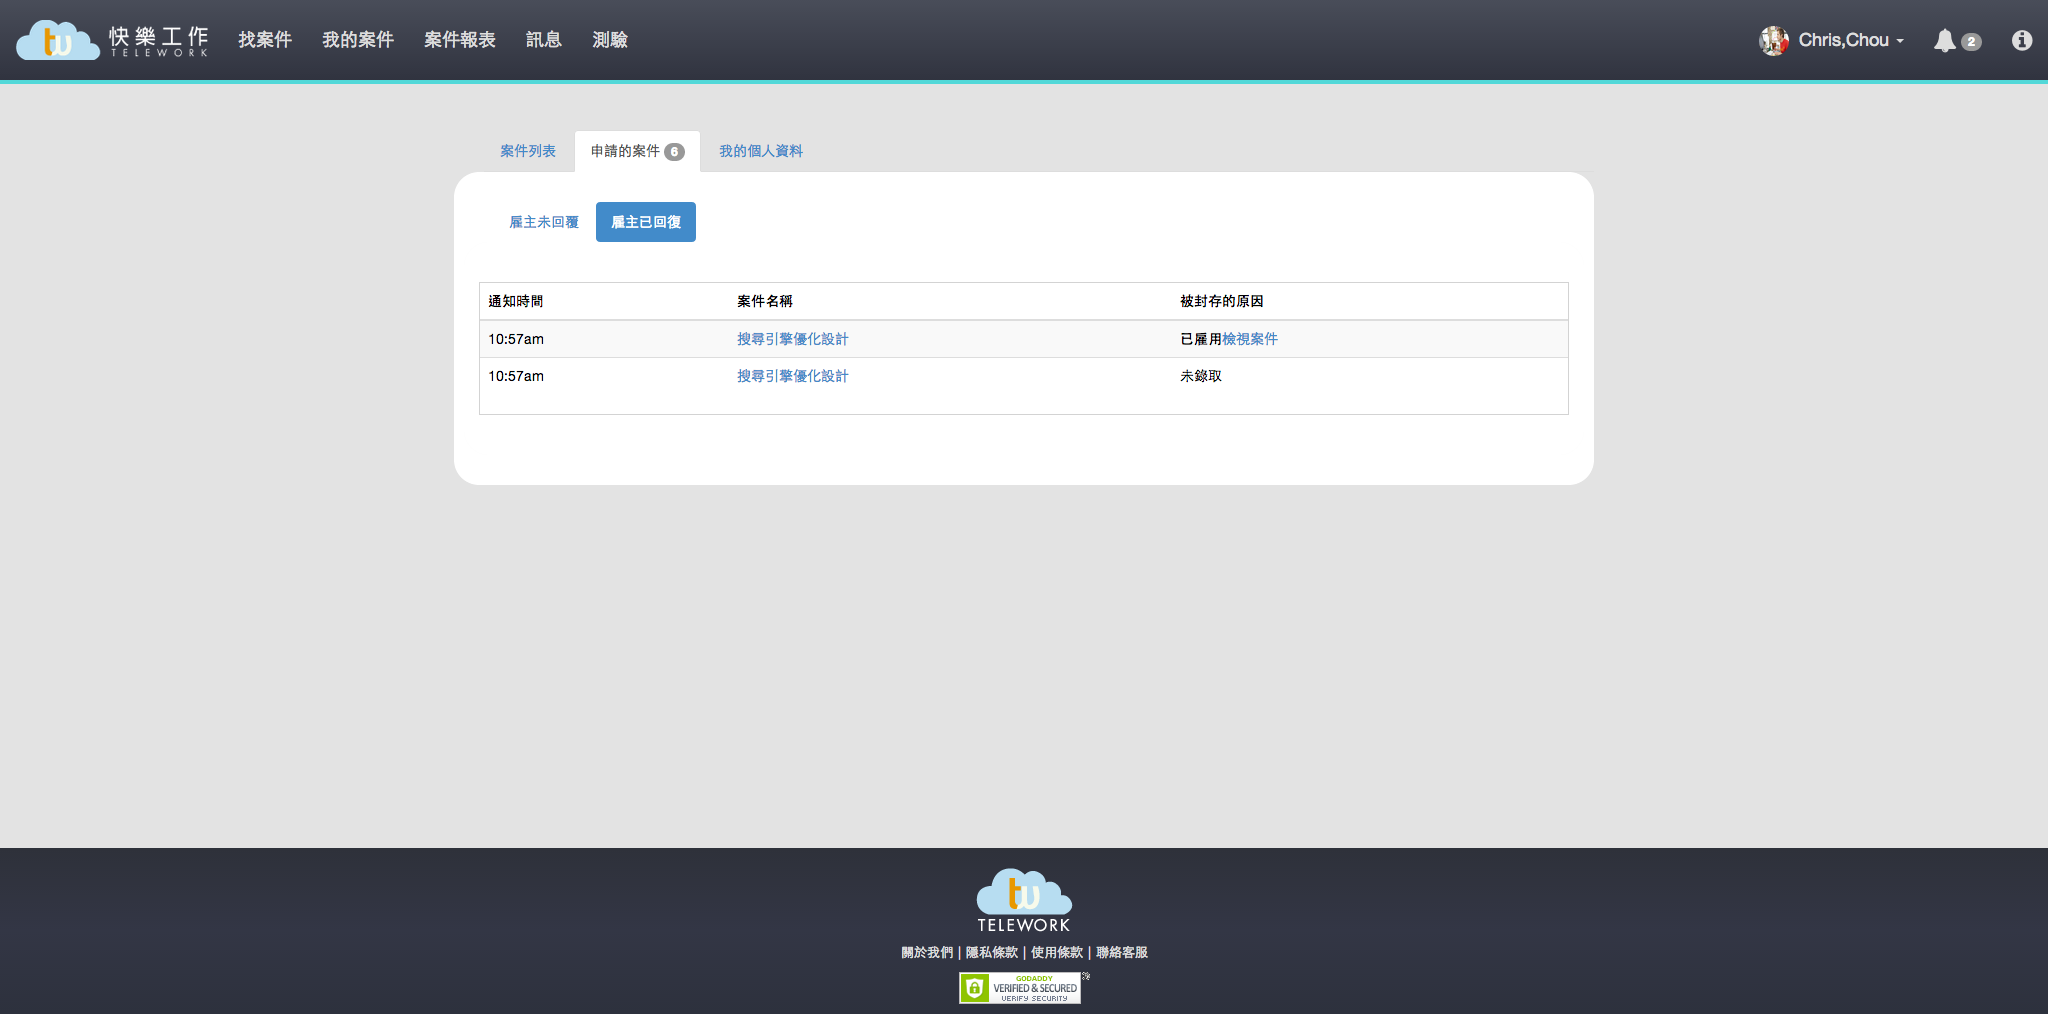 tw 快樂工作 TELEWORK 找案件 我的案件 案件報表 訊息 測驗 Chris,Chou 2
案件列表 申請的案件 6 我的個人資料
雇主未回覆 雇主已回復
通知時間 案件名稱 被封存的原因
10:57am 搜尋引擎優化設計 已雇用檢視案件
10:57am 搜尋引擎優化設計 未錄取
tw
TELEWORK
關於我們 | 隱私條款 | 使用條款 | 聯絡客服
GODADDY
VERIFIED & SECURED
VERIFY SECURITY